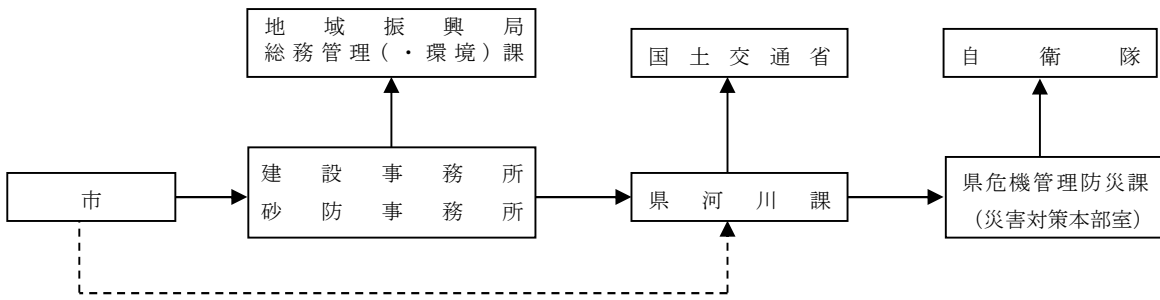 地域振興局
総務管理(・環境)課
国土交通省
自衛隊
市
建設事務所
砂防事務所
県河川課
県危機管理防災課
(災害対策本部室)